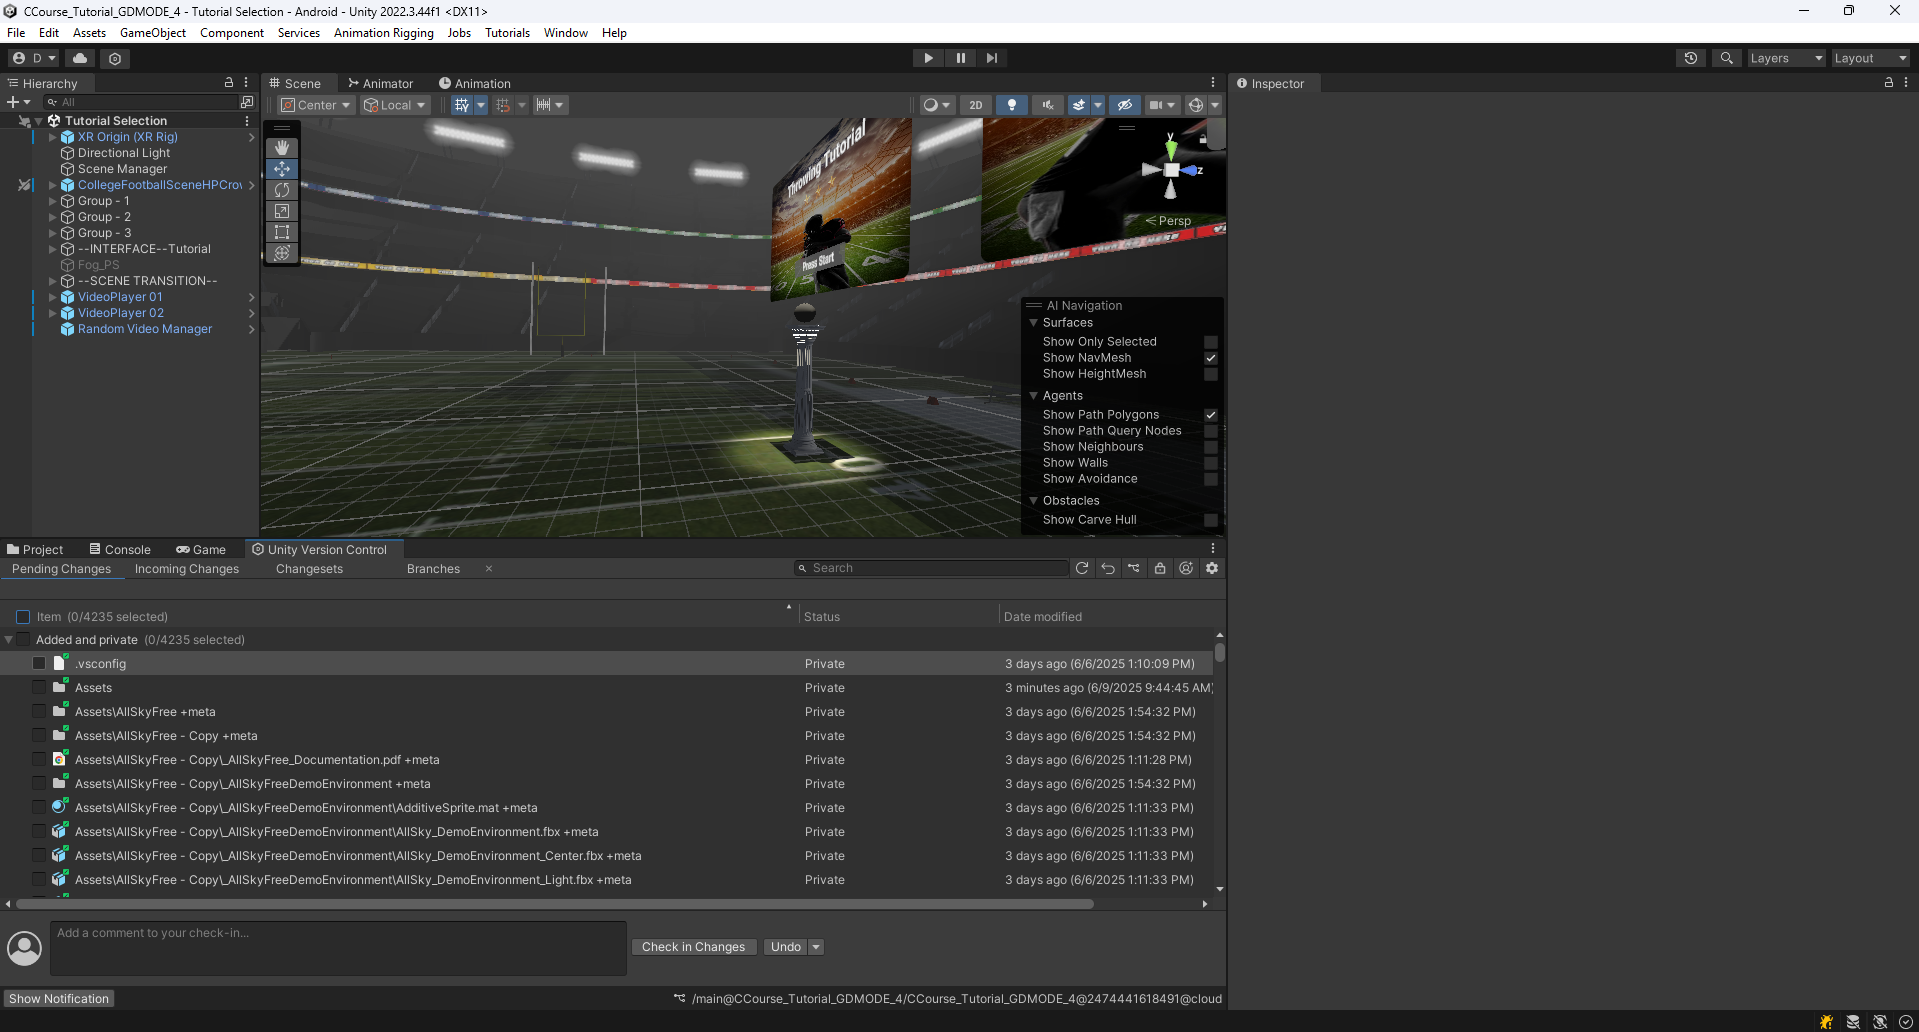 CCourse_Tutorial_GDMODE_4 - Tutorial Selection - Android - Unity 2022.3.44f1 <DX11>
File Edit Assets GameObject Component Services Animation Rigging Jobs Tutorials Window Help
D Layers Layout
Hierarchy
All
Tutorial Selection
XR Origin (XR Rig)
Directional Light
Scene Manager
CollegeFootballSceneHPCrov
Group - 1
Group - 2
Group - 3
--INTERFACE--Tutorial
Fog_PS
--SCENE TRANSITION--
VideoPlayer 01
VideoPlayer 02
Random Video Manager
Scene Animator Animation
Center Local 2D
Throwing Tutorial
Press Start
y
z
Persp
AI Navigation
Surfaces
Show Only Selected
Show NavMesh
Show HeightMesh
Agents
Show Path Polygons
Show Path Query Nodes
Show Neighbours
Show Walls
Show Avoidance
Obstacles
Show Carve Hull
Inspector
Project Console Game Unity Version Control
Pending Changes Incoming Changes Changesets Branches × Search
Item (0/4235 selected) Status Date modified
Added and private (0/4235 selected)
.vsconfig Private 3 days ago (6/6/2025 1:10:09 PM)
Assets Private 3 minutes ago (6/9/2025 9:44:45 AM)
Assets\AllSkyFree +meta Private 3 days ago (6/6/2025 1:54:32 PM)
Assets\AllSkyFree - Copy +meta Private 3 days ago (6/6/2025 1:54:32 PM)
Assets\AllSkyFree - Copy\_AllSkyFree_Documentation.pdf +meta Private 3 days ago (6/6/2025 1:11:28 PM)
Assets\AllSkyFree - Copy\_AllSkyFreeDemoEnvironment +meta Private 3 days ago (6/6/2025 1:54:32 PM)
Assets\AllSkyFree - Copy\_AllSkyFreeDemoEnvironment\AdditiveSprite.mat +meta Private 3 days ago (6/6/2025 1:11:33 PM)
Assets\AllSkyFree - Copy\_AllSkyFreeDemoEnvironment\AllSky_DemoEnvironment.fbx +meta Private 3 days ago (6/6/2025 1:11:33 PM)
Assets\AllSkyFree - Copy\_AllSkyFreeDemoEnvironment\AllSky_DemoEnvironment_Center.fbx +meta Private 3 days ago (6/6/2025 1:11:33 PM)
Assets\AllSkyFree - Copy\_AllSkyFreeDemoEnvironment\AllSky_DemoEnvironment_Light.fbx +meta Private 3 days ago (6/6/2025 1:11:33 PM)
Add a comment to your check-in...
Check in Changes Undo
Show Notification /main@CCourse_Tutorial_GDMODE_4/CCourse_Tutorial_GDMODE_4@2474441618491@cloud